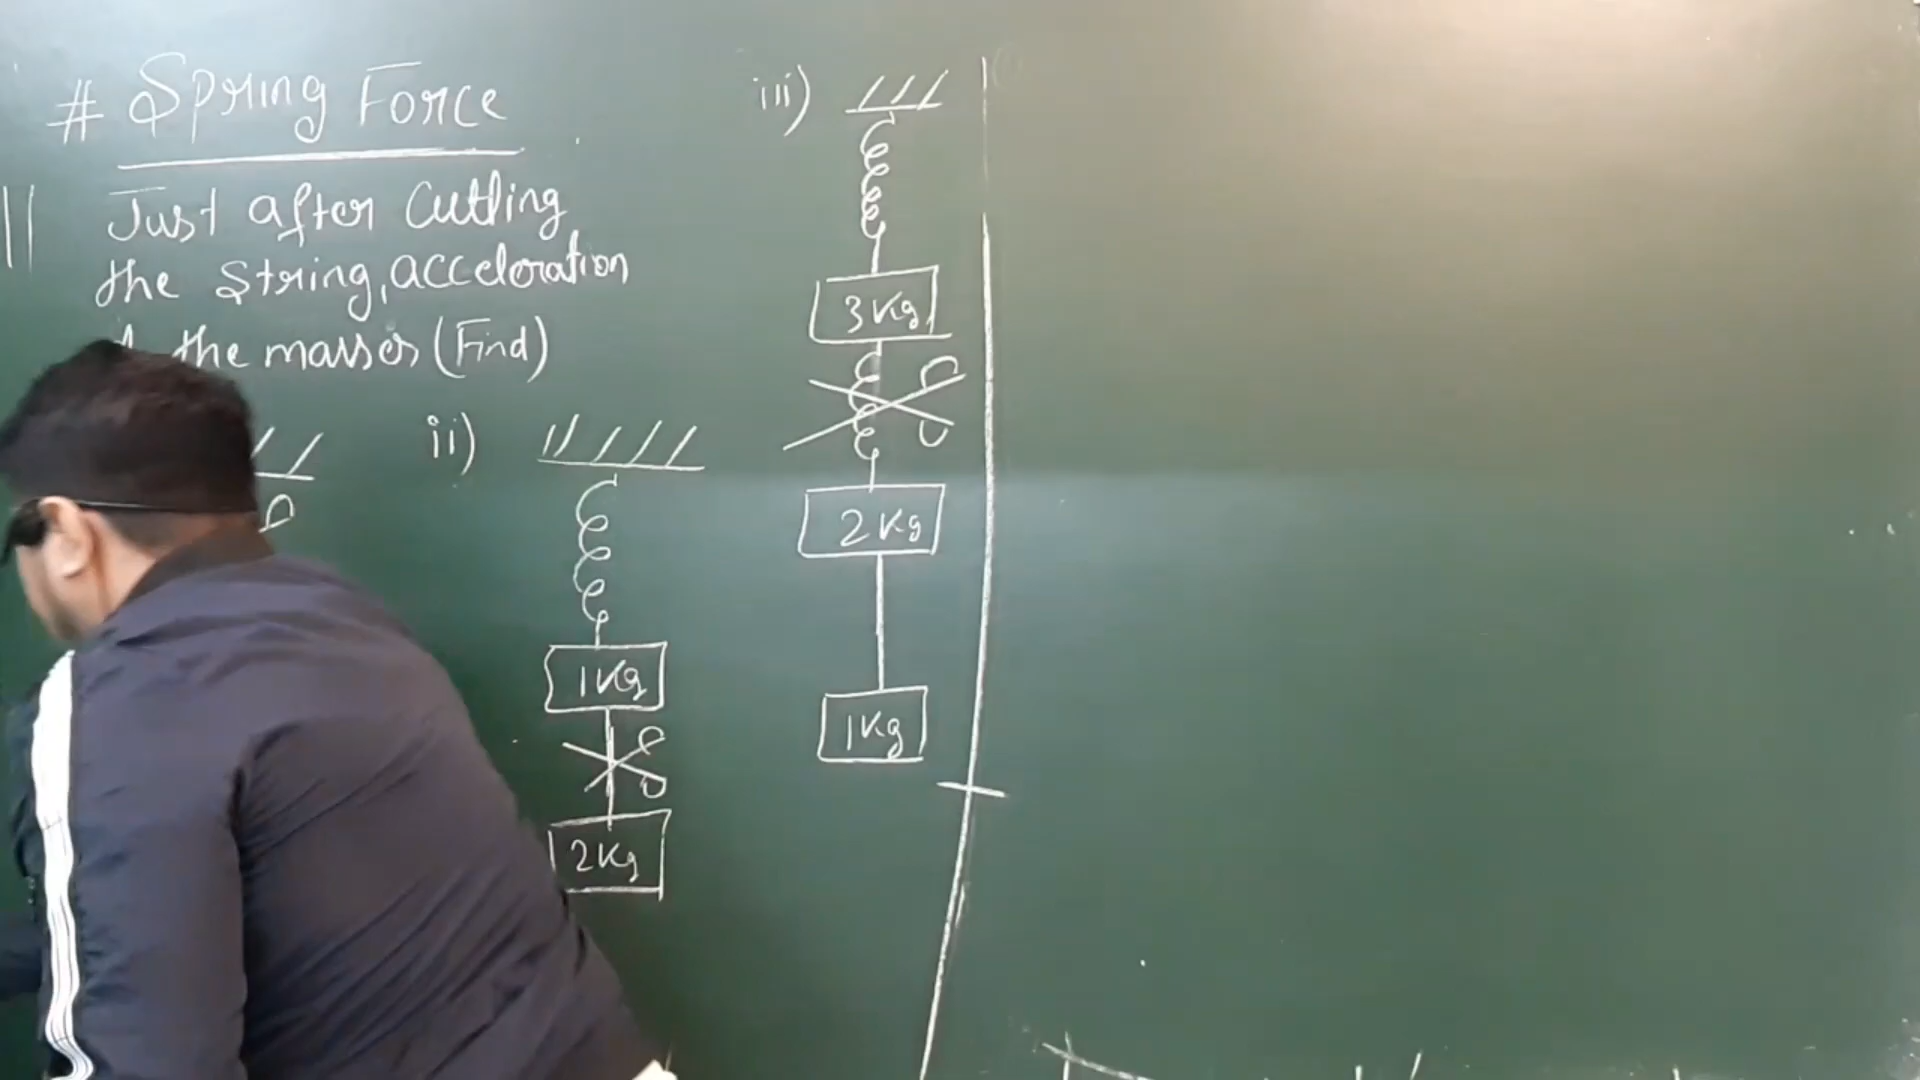 # Spring Force
Just after Cutting
the string, acceleration
the masses (Find)
ii)
1Kg
2Kg
iii)
3Kg
2Kg
1Kg